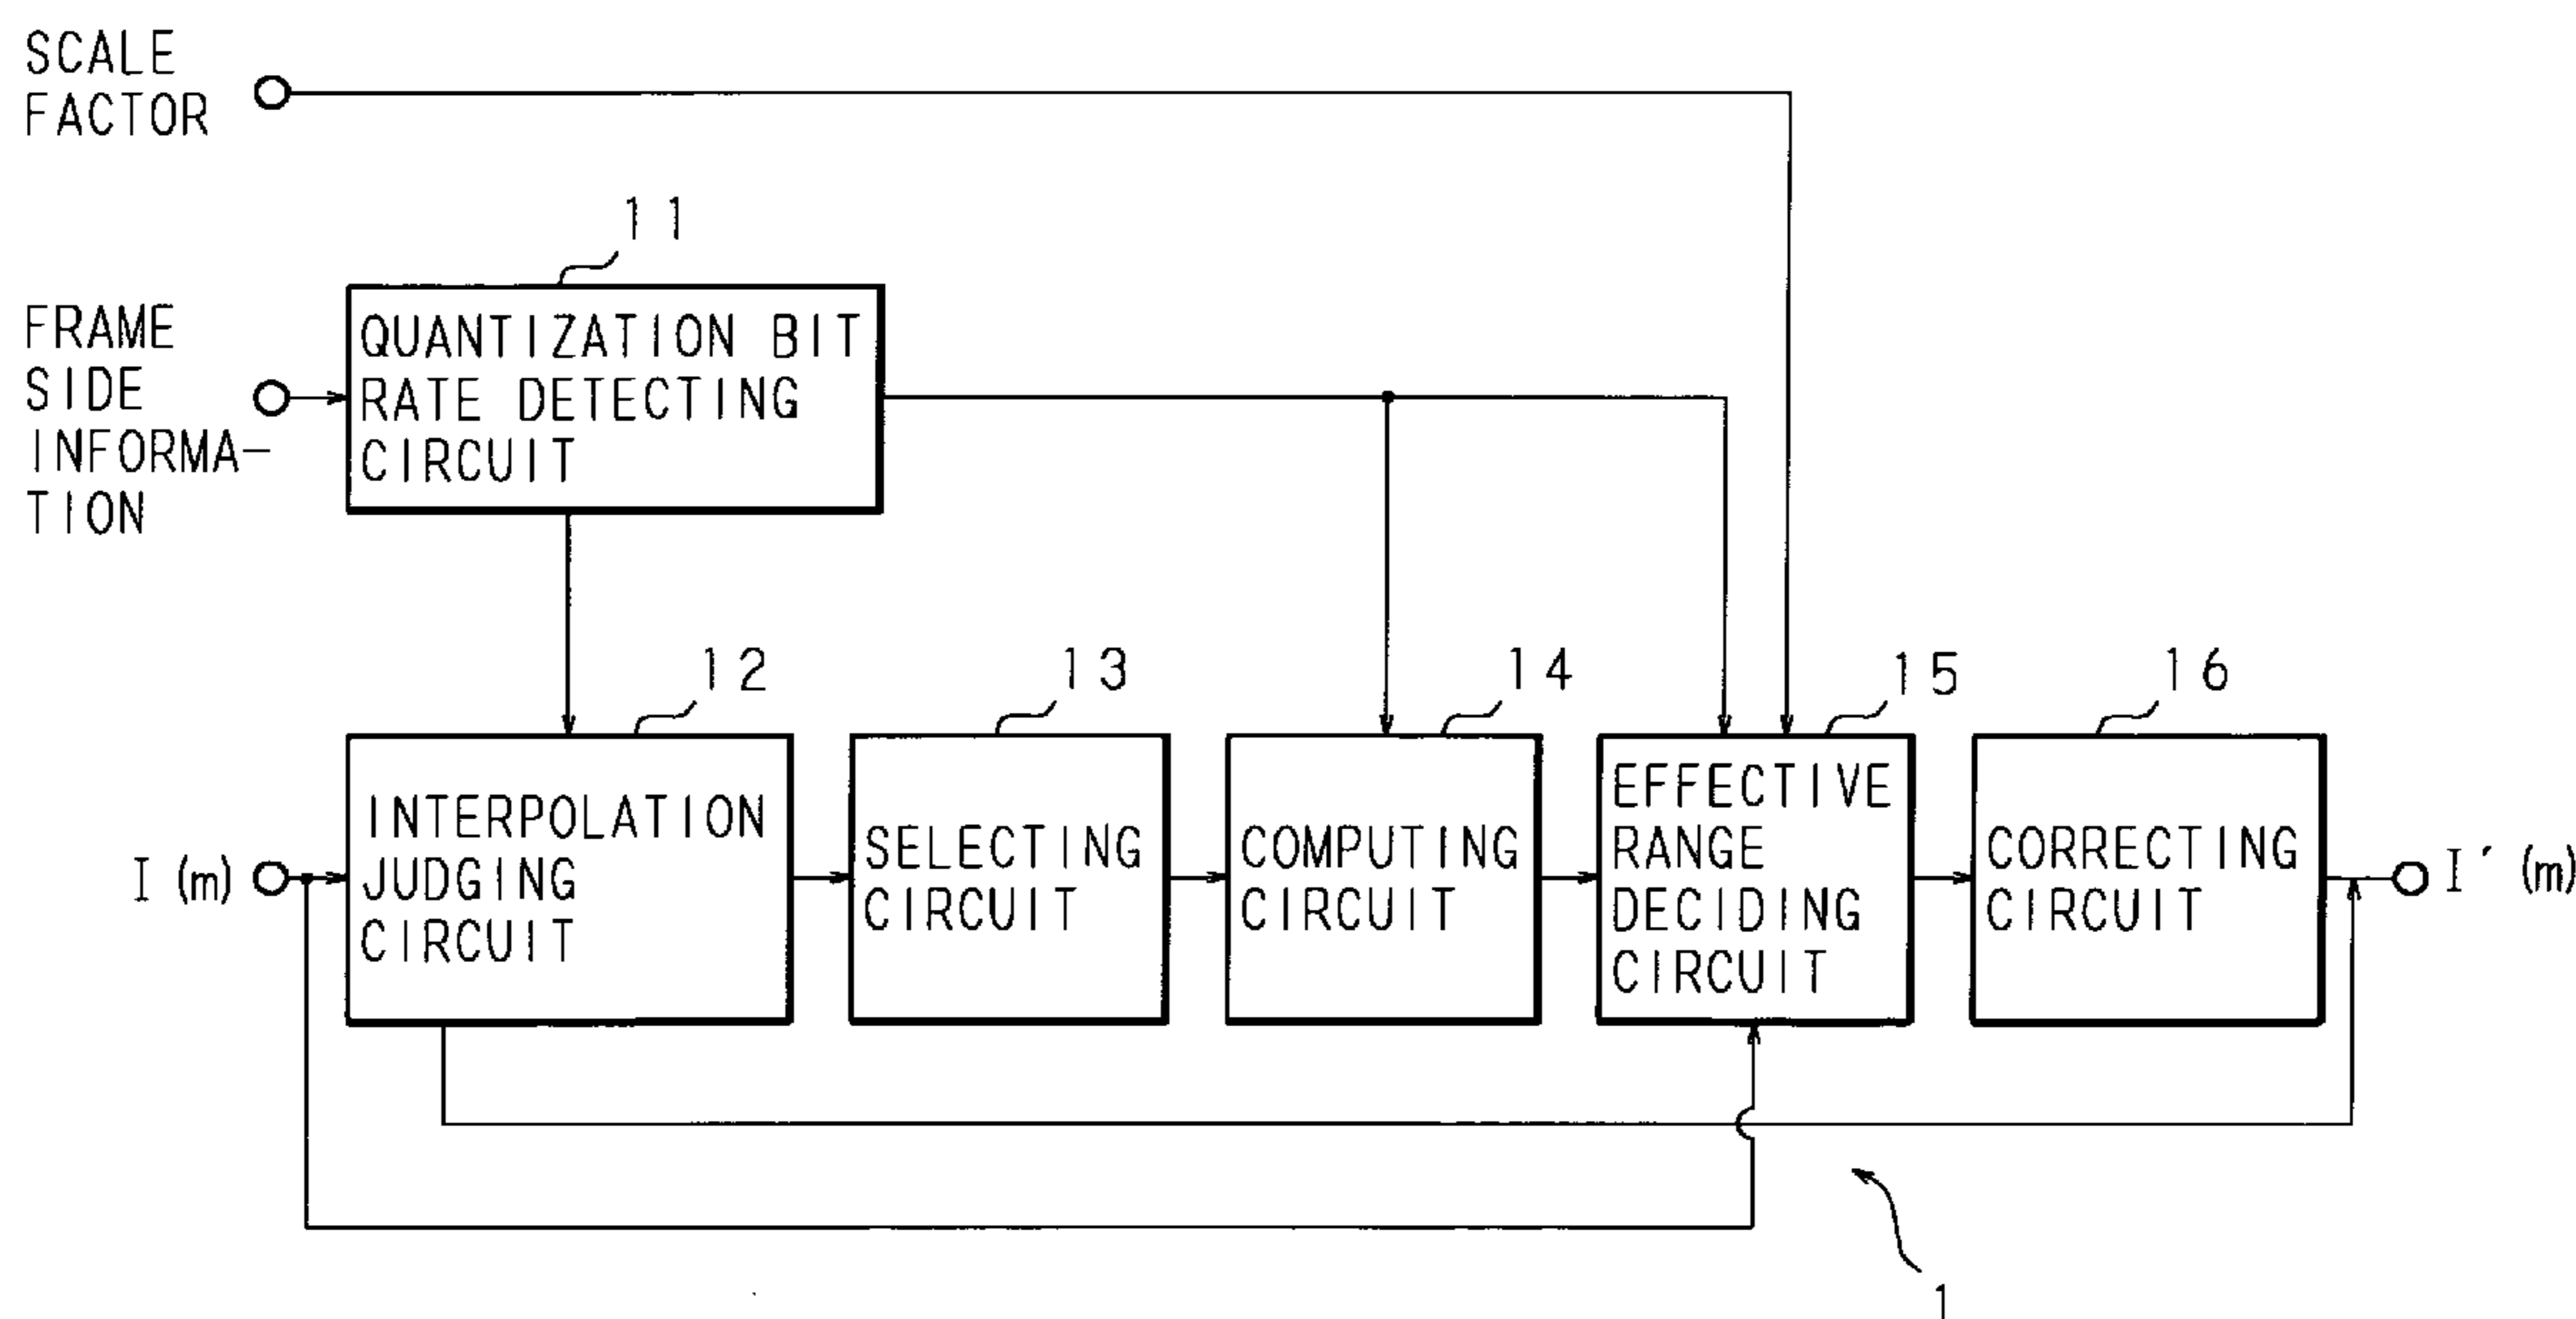 SCALE
FACTOR
11
FRAME
SIDE
INFORMA-
TION
QUANTIZATION BIT
RATE DETECTING
CIRCUIT
12
13
14
15
16
I (m)
INTERPOLATION
JUDGING
CIRCUIT
SELECTING
CIRCUIT
COMPUTING
CIRCUIT
EFFECTIVE
RANGE
DECIDING
CIRCUIT
CORRECTING
CIRCUIT
I´ (m)
1